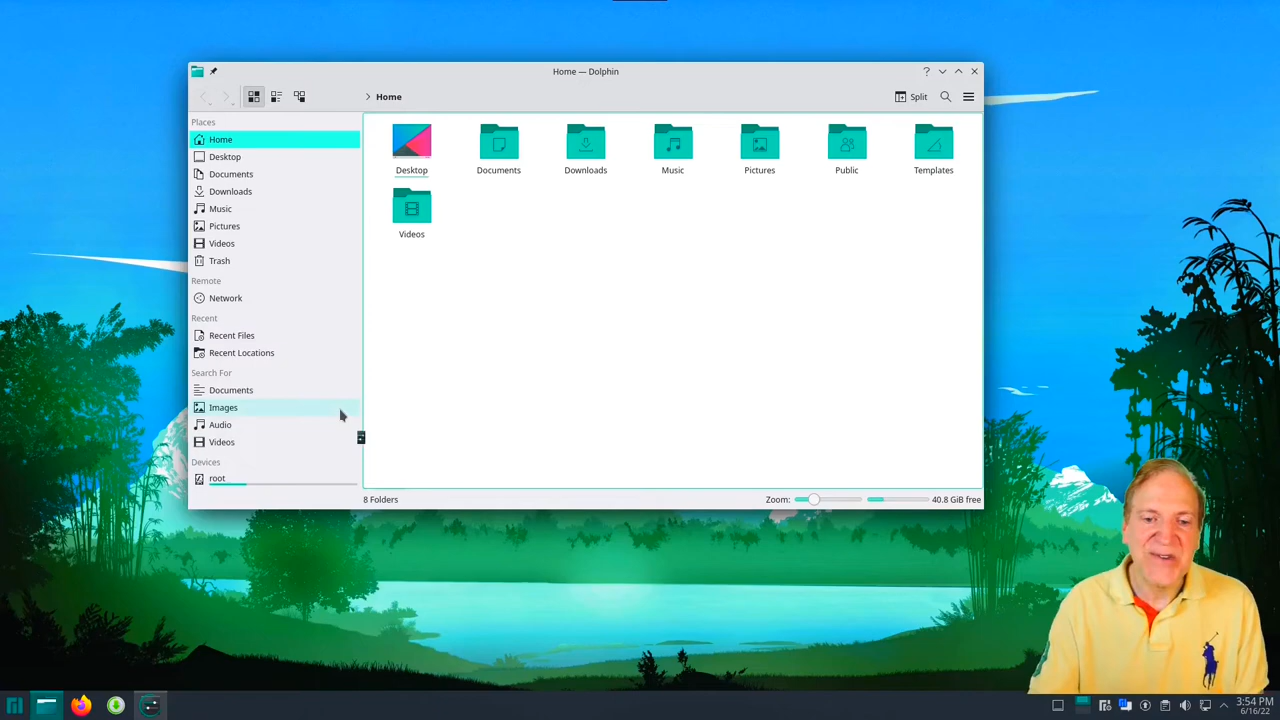 Home — Dolphin
Home
Split
Places
Home
Desktop
Documents
Downloads
Music
Pictures
Videos
Trash
Remote
Network
Recent
Recent Files
Recent Locations
Search For
Documents
Images
Audio
Videos
Devices
root
Desktop
Documents
Downloads
Music
Pictures
Public
Templates
Videos
8 Folders
Zoom:
40.8 GiB free
3:54 PM
6/16/22